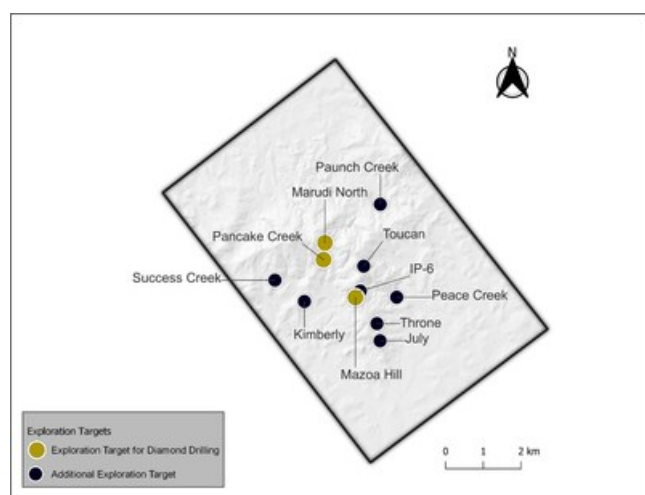 N
Paunch Creek
Marudi North
Pancake Creek
Toucan
IP-6
Success Creek
Peace Creek
Kimberly
Throne
July
Mazoa Hill
Exploration Targets
Exploration Target for Diamond Drilling
Additional Exploration Target
0 1 2 km